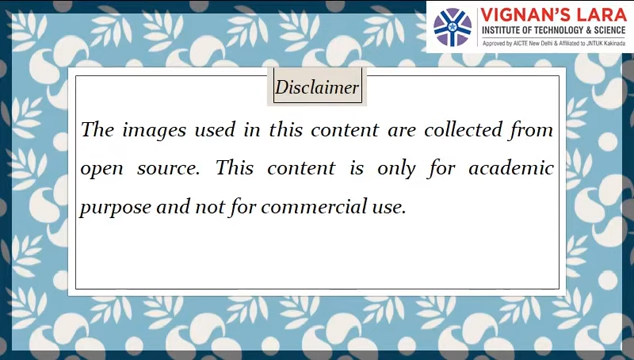 VIGNAN'S LARA
INSTITUTE OF TECHNOLOGY & SCIENCE
Approved by AICTE New Delhi & Affiliated to JNTUK Kakinada
Disclaimer
The images used in this content are collected from
open source. This content is only for academic
purpose and not for commercial use.